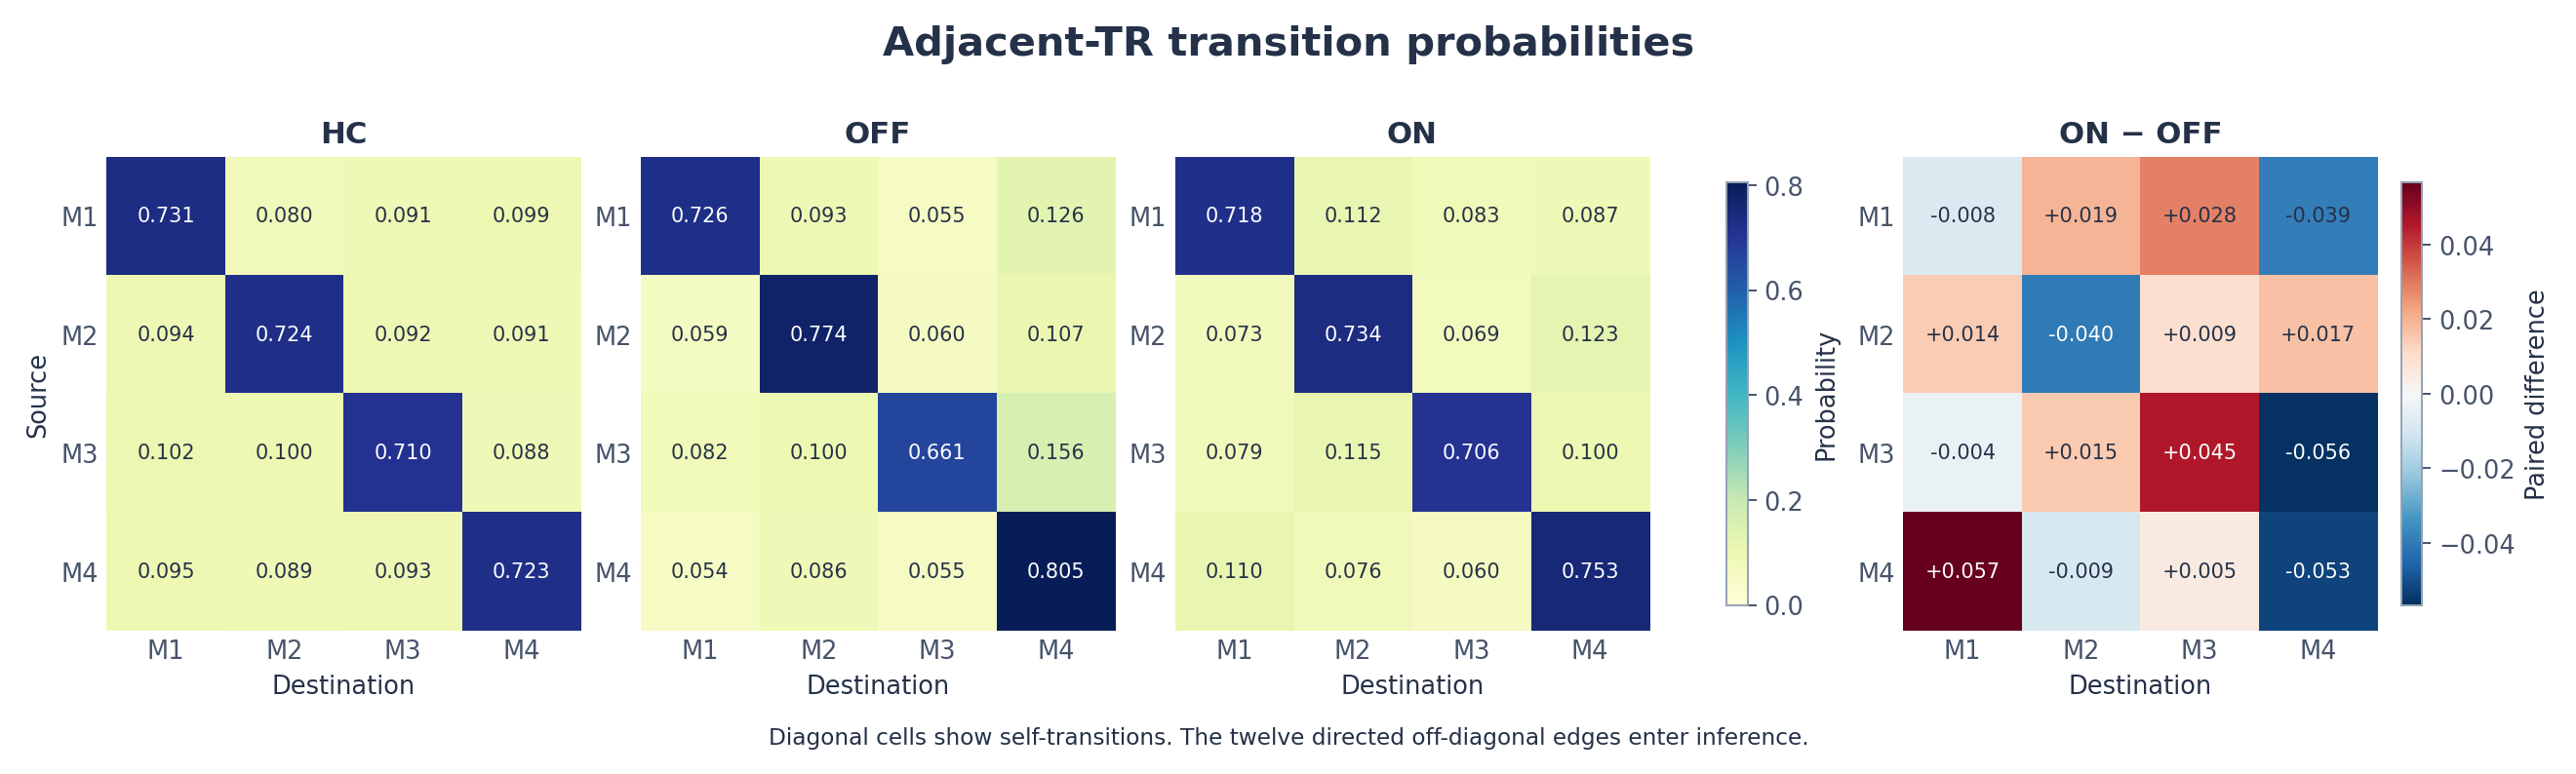 Adjacent-TR transition probabilities
HC
OFF
ON
ON − OFF
Source
M1 0.731 0.080 0.091 0.099
M2 0.094 0.724 0.092 0.091
M3 0.102 0.100 0.710 0.088
M4 0.095 0.089 0.093 0.723
M1 M2 M3 M4
Destination
M1 0.726 0.093 0.055 0.126
M2 0.059 0.774 0.060 0.107
M3 0.082 0.100 0.661 0.156
M4 0.054 0.086 0.055 0.805
M1 M2 M3 M4
Destination
M1 0.718 0.112 0.083 0.087
M2 0.073 0.734 0.069 0.123
M3 0.079 0.115 0.706 0.100
M4 0.110 0.076 0.060 0.753
M1 M2 M3 M4
Destination
0.8
0.6
0.4
0.2
0.0
Probability
M1 -0.008 +0.019 +0.028 -0.039
M2 +0.014 -0.040 +0.009 +0.017
M3 -0.004 +0.015 +0.045 -0.056
M4 +0.057 -0.009 +0.005 -0.053
M1 M2 M3 M4
Destination
0.04
0.02
0.00
−0.02
−0.04
Paired difference
Diagonal cells show self-transitions. The twelve directed off-diagonal edges enter inference.